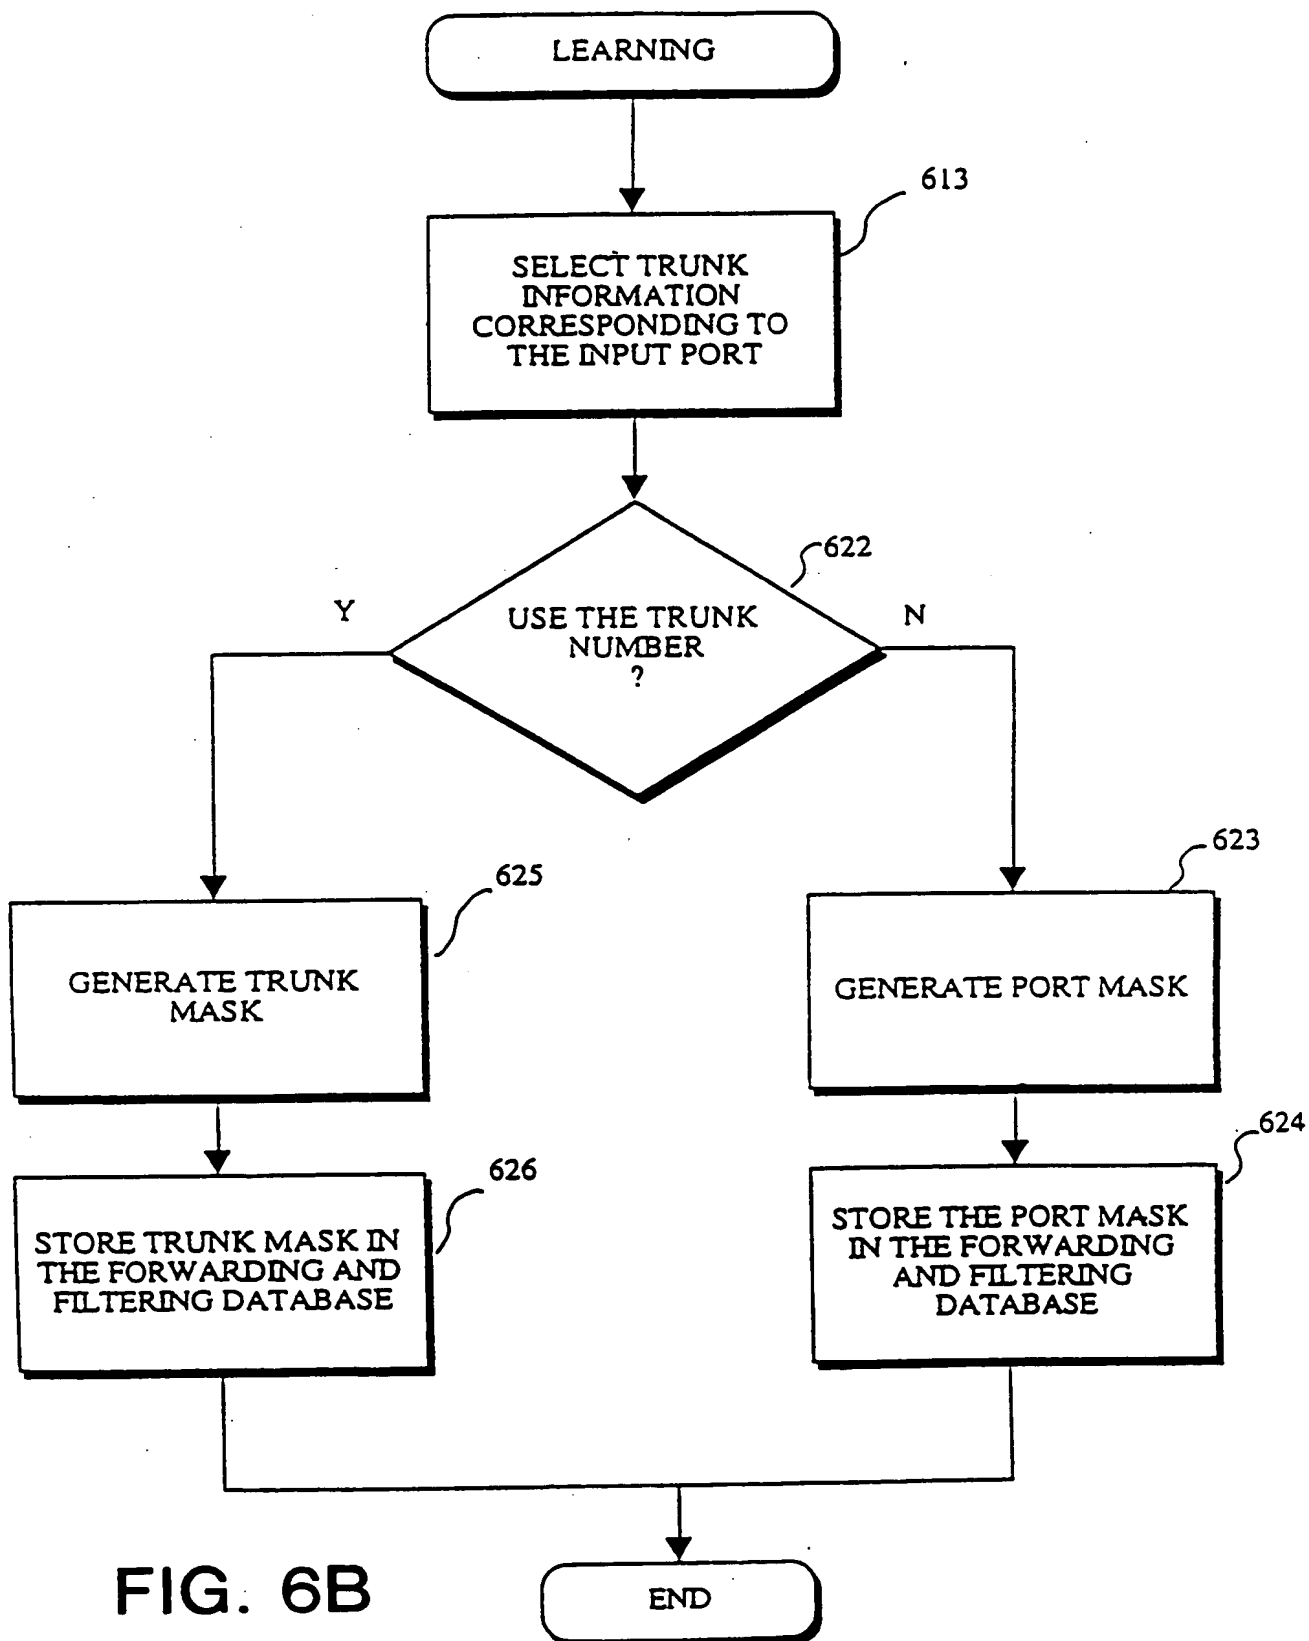 LEARNING
613
SELECT TRUNK
INFORMATION
CORRESPONDING TO
THE INPUT PORT
622
Y
USE THE TRUNK
NUMBER
?
N
625
GENERATE TRUNK
MASK
623
GENERATE PORT MASK
626
STORE TRUNK MASK IN
THE FORWARDING AND
FILTERING DATABASE
624
STORE THE PORT MASK
IN THE FORWARDING
AND FILTERING
DATABASE
END
FIG. 6B